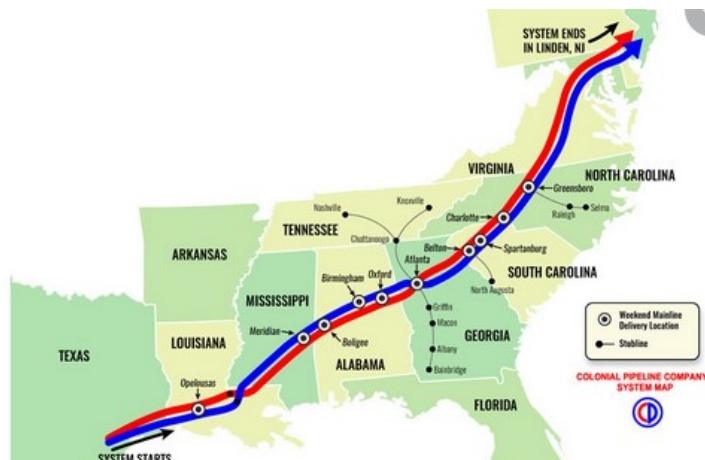 SYSTEM ENDS
IN LINDEN, NJ
VIRGINIA
NORTH CAROLINA
Greensboro
Raleigh
Selma
Nashville
Knoxville
TENNESSEE
Charlotte
Chattanooga
Belton
Spartanburg
ARKANSAS
Atlanta
SOUTH CAROLINA
Birmingham
Oxford
North Augusta
MISSISSIPPI
Griffin
Meridian
Boligee
Macon
GEORGIA
TEXAS
LOUISIANA
ALABAMA
Albany
Bainbridge
Opelousas
FLORIDA
SYSTEM STARTS
Weekend Mainline
Delivery Location
Stubline
COLONIAL PIPELINE COMPANY
SYSTEM MAP